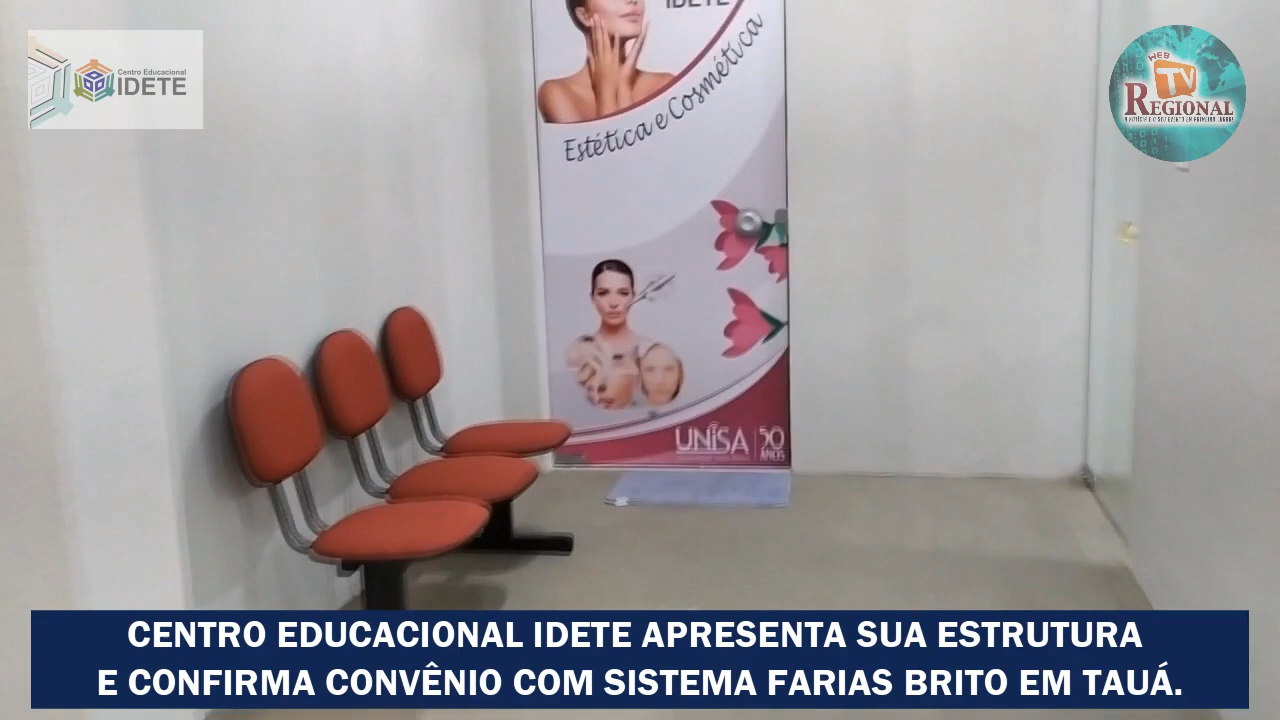 Centro Educacional
IDETE
WEB
TV
REGIONAL
IDETE
Estética e Cosmética
UNISA
50
ANOS
CENTRO EDUCACIONAL IDETE APRESENTA SUA ESTRUTURA
E CONFIRMA CONVÊNIO COM SISTEMA FARIAS BRITO EM TAUÁ.